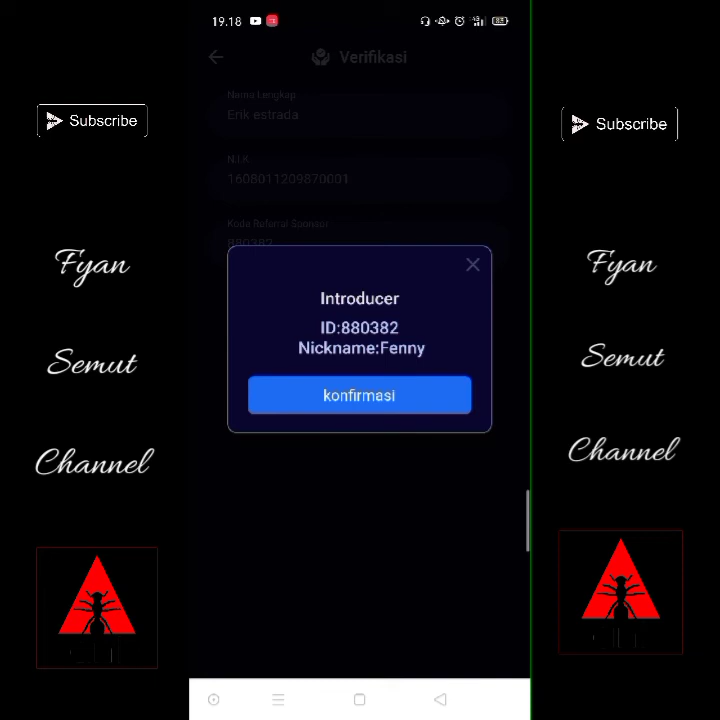 19.18
Verifikasi
Nama Lengkap
Erik estrada
N.I.K
1608011209870001
Kode Referral Sponsor
880382
Introducer
ID:880382
Nickname:Fenny
konfirmasi
Subscribe
Fyan
Semut
Channel
Subscribe
Fyan
Semut
Channel